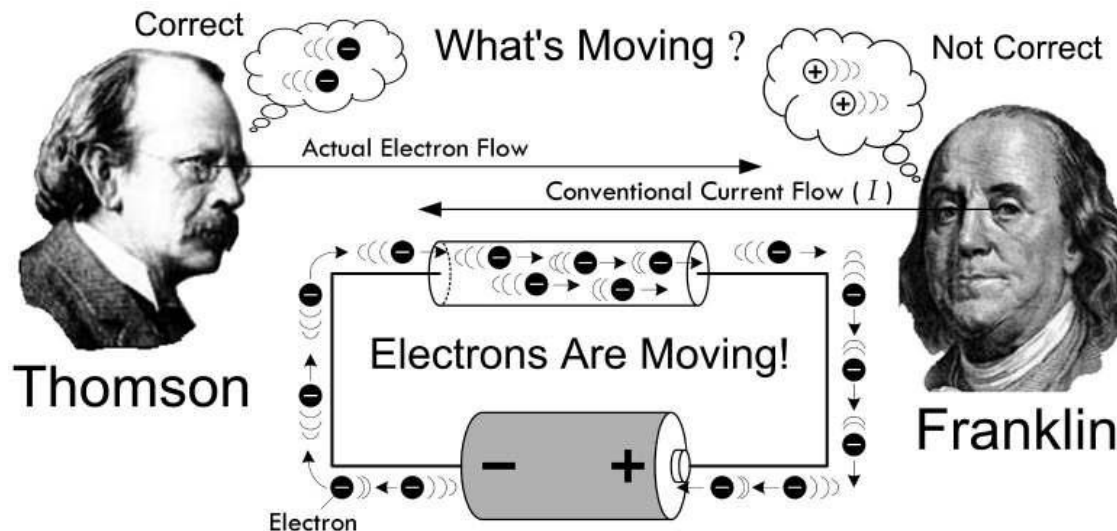 Correct
What's Moving ?
Not Correct
Actual Electron Flow
Conventional Current Flow ( I )
Electrons Are Moving!
Thomson
Franklin
− +
Electron